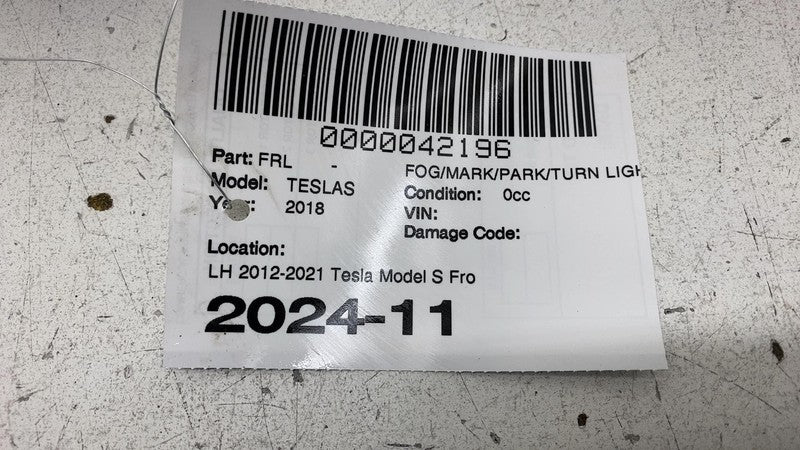 0000042196
Part: FRL - FOG/MARK/PARK/TURN LIGH
Model: TESLAS Condition: 0cc
Year: 2018 VIN:
Damage Code:
Location:
LH 2012-2021 Tesla Model S Fro
2024-11